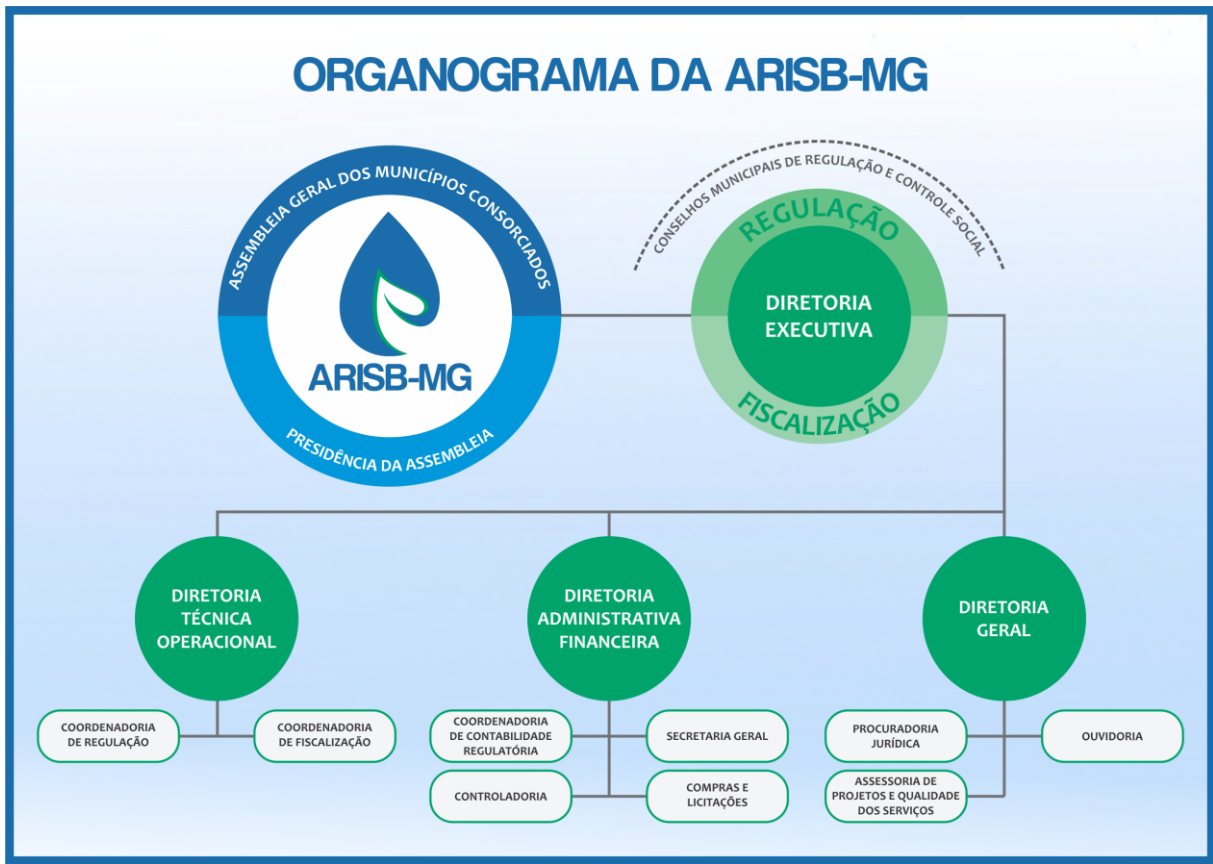 ORGANOGRAMA DA ARISB-MG
ASSEMBLEIA GERAL DOS MUNICÍPIOS CONSORCIADOS
ARISB-MG
PRESIDÊNCIA DA ASSEMBLEIA
CONSELHOS MUNICIPAIS DE REGULAÇÃO E CONTROLE SOCIAL
REGULAÇÃO
DIRETORIA
EXECUTIVA
FISCALIZAÇÃO
DIRETORIA
TÉCNICA
OPERACIONAL
DIRETORIA
ADMINISTRATIVA
FINANCEIRA
DIRETORIA
GERAL
COORDENADORIA
DE REGULAÇÃO
COORDENADORIA
DE FISCALIZAÇÃO
COORDENADORIA
DE CONTABILIDADE
REGULATÓRIA
SECRETARIA GERAL
CONTROLADORIA
COMPRAS E
LICITAÇÕES
PROCURADORIA
JURÍDICA
OUVIDORIA
ASSESSORIA DE
PROJETOS E QUALIDADE
DOS SERVIÇOS